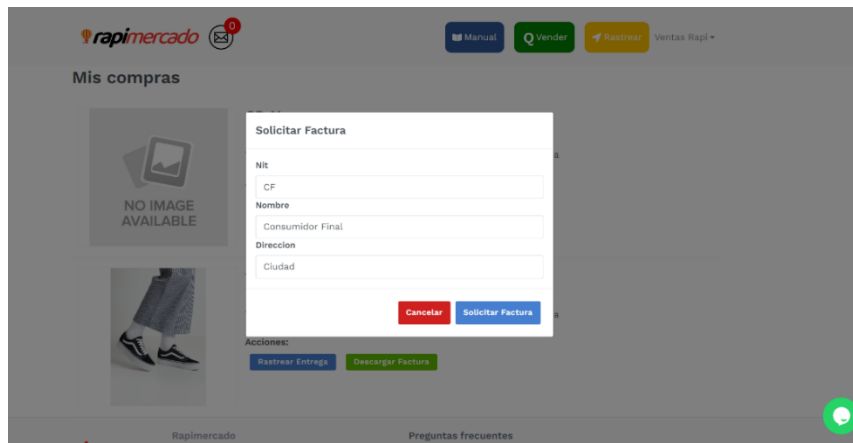 rapimercado
0
Manual
Q Vender
Rastrear
Ventas Rapi
Mis compras
NO IMAGE
AVAILABLE
Solicitar Factura
Nit
CF
Nombre
Consumidor Final
Direccion
Ciudad
Cancelar
Solicitar Factura
Acciones:
Rastrear Entrega
Descargar Factura
Rapimercado
Preguntas frecuentes